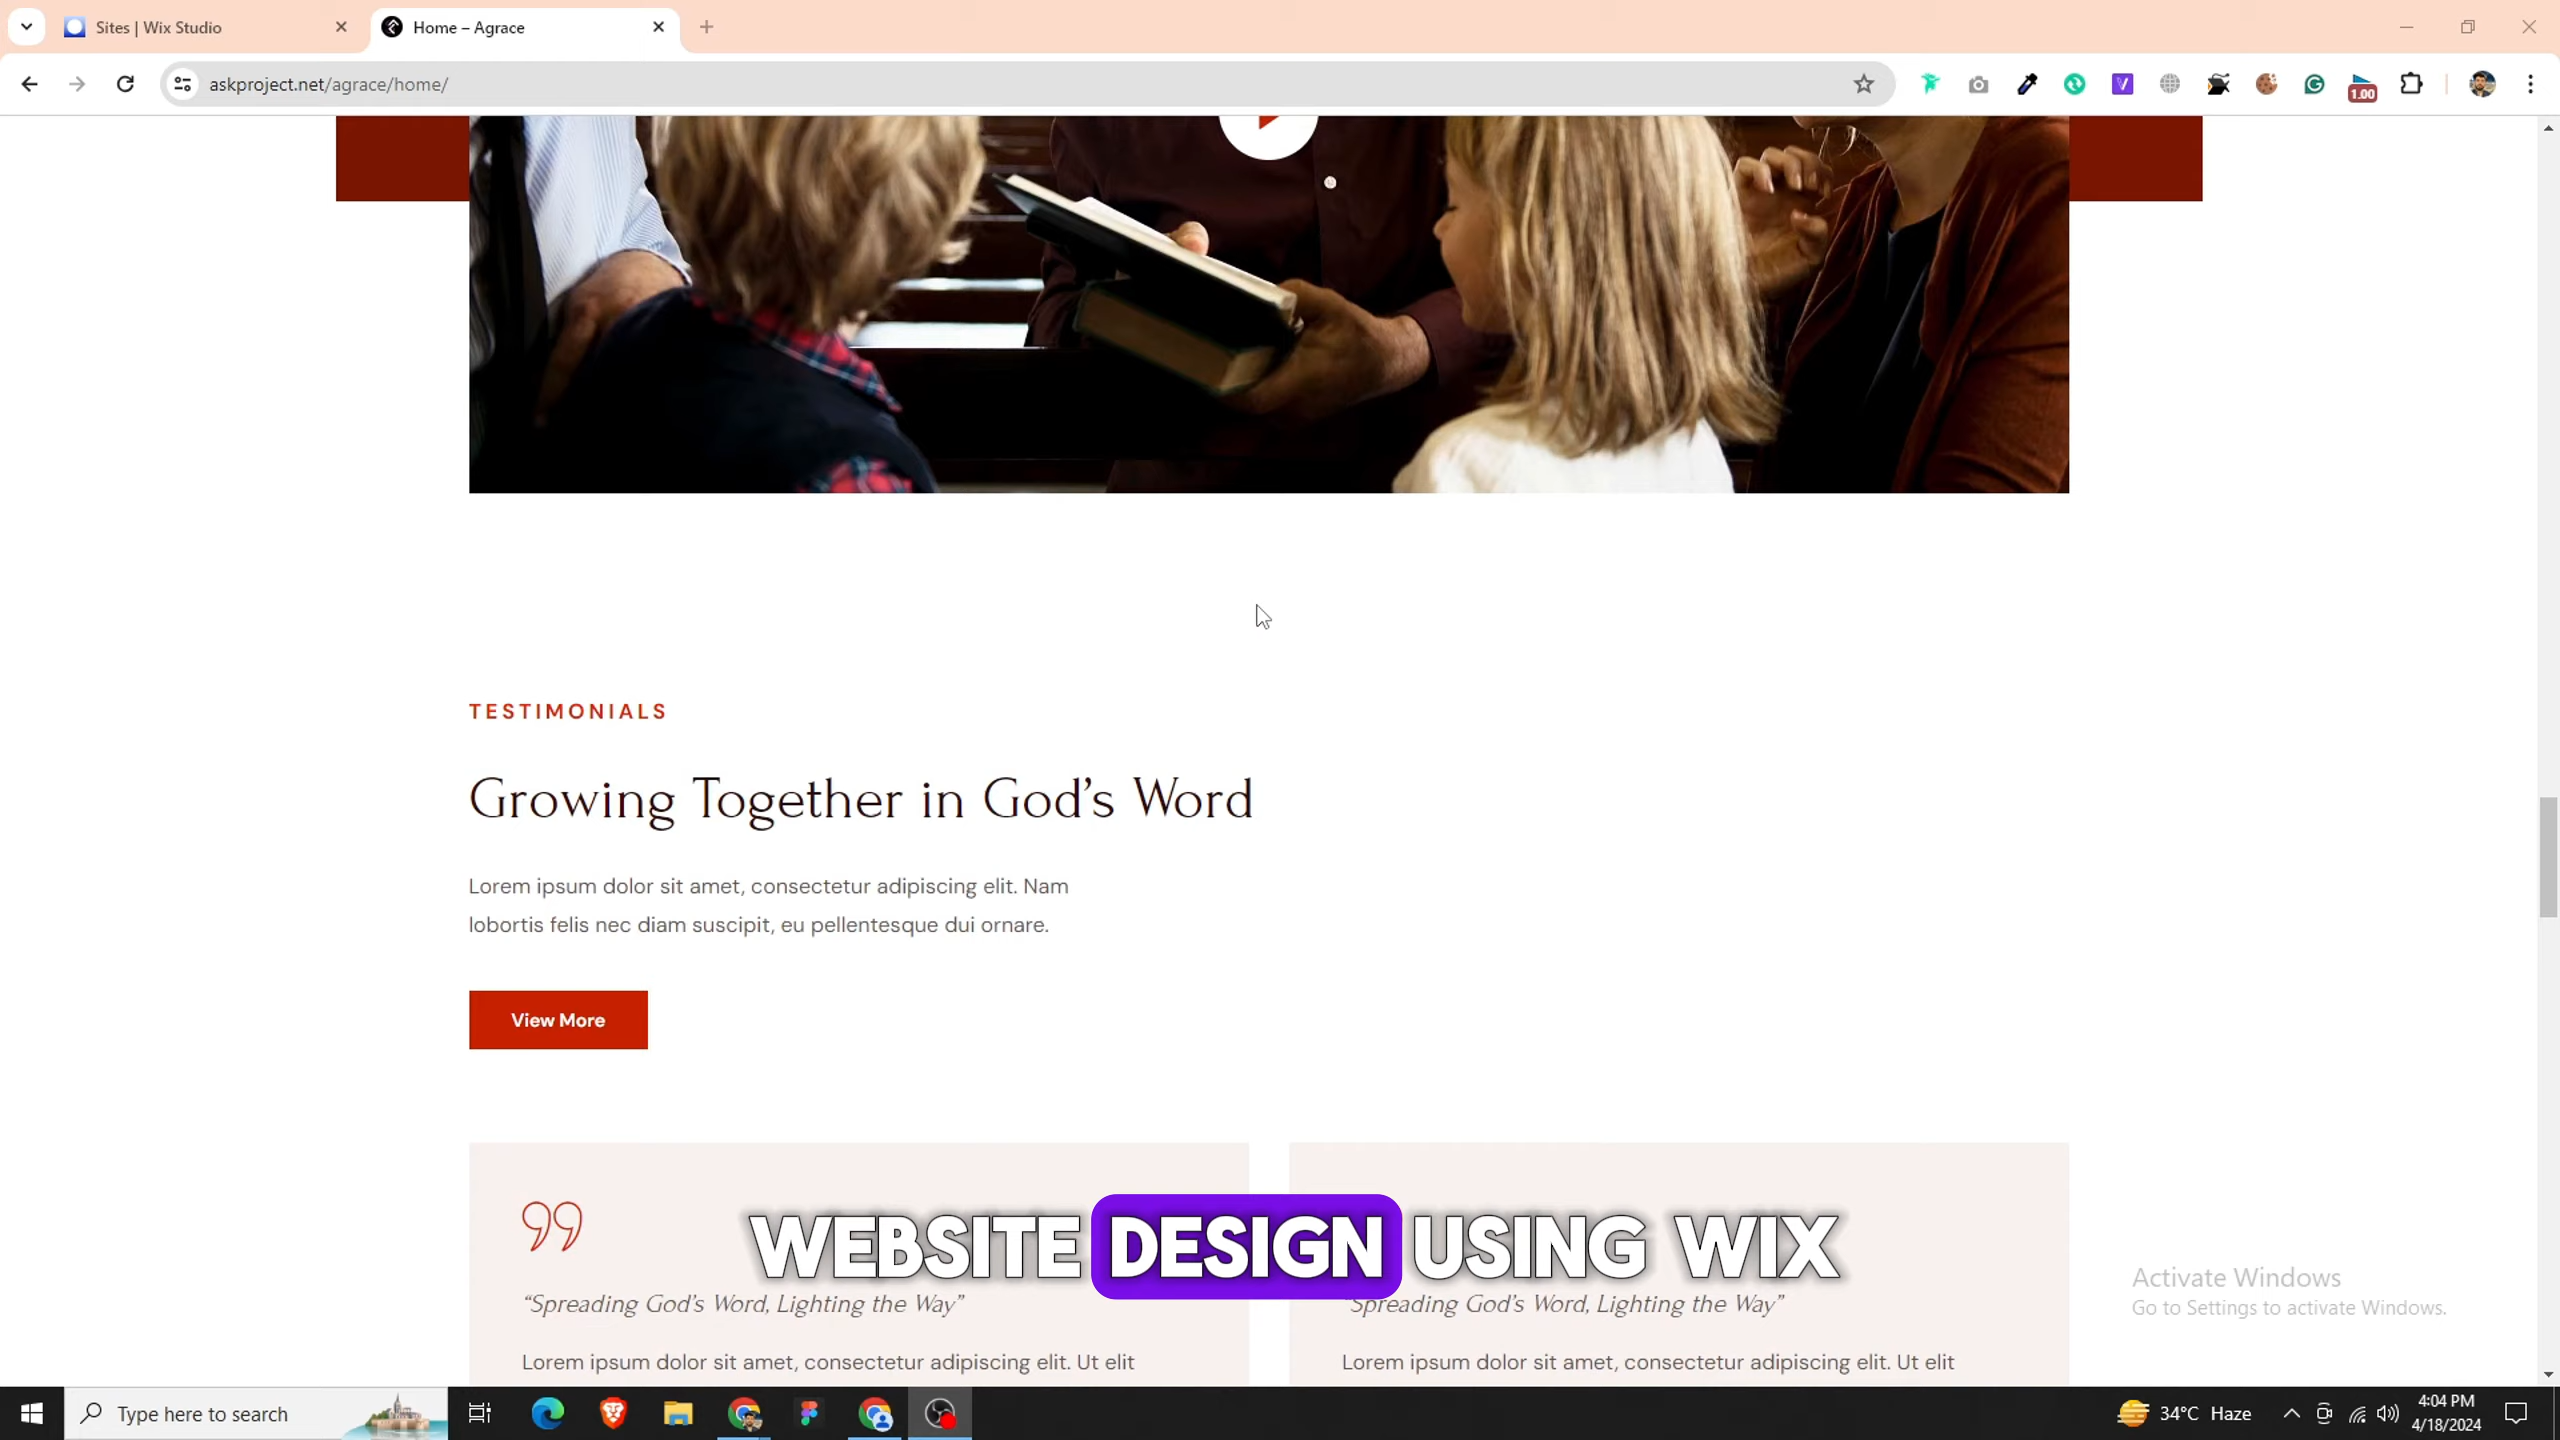 Sites | Wix Studio
Home – Agrace
askproject.net/agrace/home/
1.00
TESTIMONIALS
Growing Together in God's Word
Lorem ipsum dolor sit amet, consectetur adipiscing elit. Nam
lobortis felis nec diam suscipit, eu pellentesque dui ornare.
View More
WEBSITE DESIGN USING WIX
“Spreading God's Word, Lighting the Way”
Spreading God's Word, Lighting the Way”
Lorem ipsum dolor sit amet, consectetur adipiscing elit. Ut elit
Lorem ipsum dolor sit amet, consectetur adipiscing elit. Ut elit
Activate Windows
Go to Settings to activate Windows.
Type here to search
34°C Haze
4:04 PM
4/18/2024